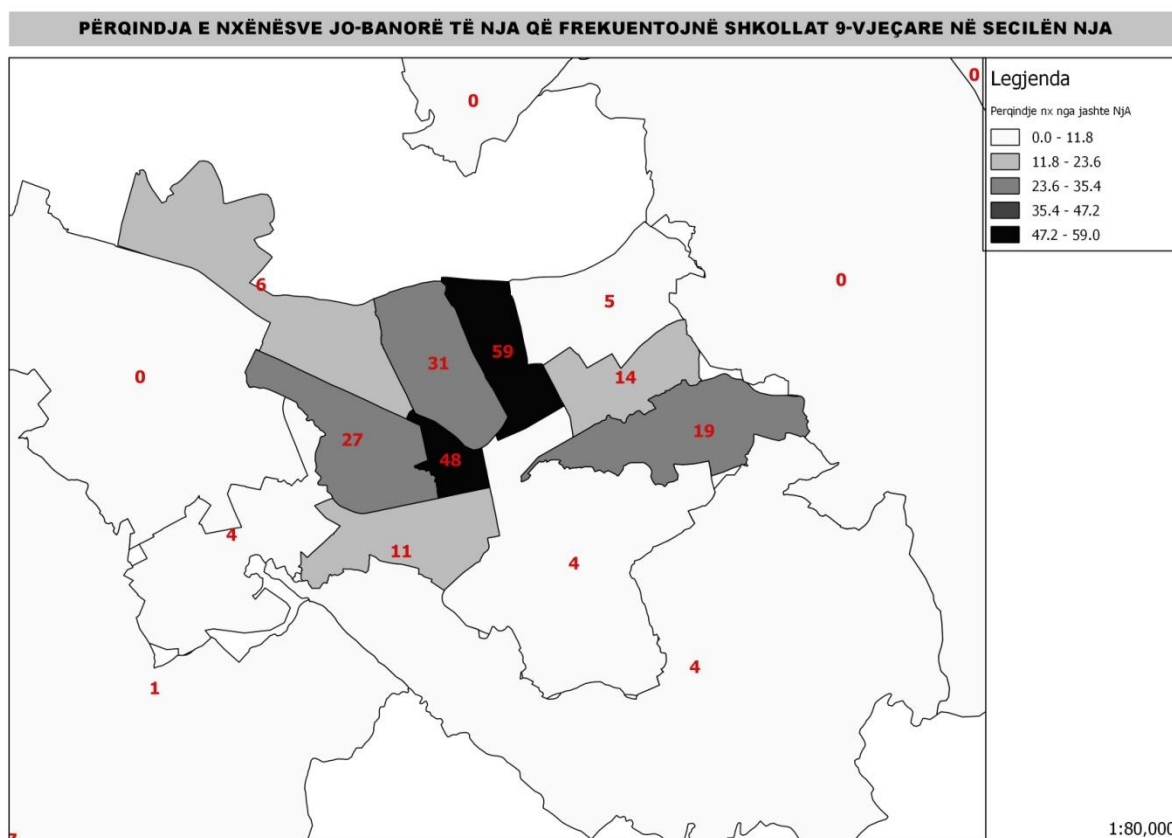 PËRQINDJA E NXËNËSVE JO-BANORË TË NJA QË FREKUENTOJNË SHKOLLAT 9-VJEÇARE NË SECILËN NJA
Legjenda
Perqindje nx nga jashte NjA
0.0 - 11.8
11.8 - 23.6
23.6 - 35.4
35.4 - 47.2
47.2 - 59.0
0
0
0
6
5
59
31
0
14
27
19
48
4
11
4
4
1
1:80,000